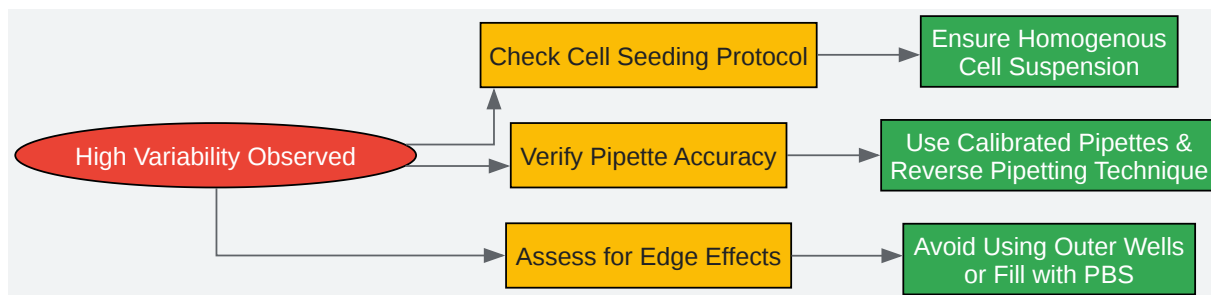 High Variability Observed
Check Cell Seeding Protocol
Ensure Homogenous
Cell Suspension
Verify Pipette Accuracy
Use Calibrated Pipettes &
Reverse Pipetting Technique
Assess for Edge Effects
Avoid Using Outer Wells
or Fill with PBS